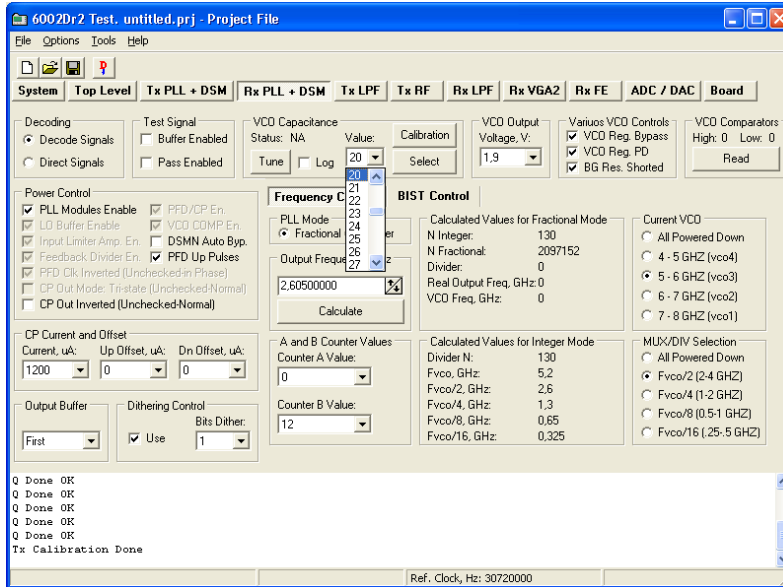 6002Dr2 Test. untitled.prj - Project File
File Options Tools Help
System Top Level Tx PLL + DSM Rx PLL + DSM Tx LPF Tx RF Rx LPF Rx VGA2 Rx FE ADC / DAC Board
Decoding
Decode Signals
Direct Signals
Test Signal
Buffer Enabled
Pass Enabled
VCO Capacitance
Status: NA
Value:
Calibration
Tune
Log
20
Select
20
21
22
23
24
25
26
27
VCO Output
Voltage, V:
1,9
Variuos VCO Controls
VCO Reg. Bypass
VCO Reg. PD
BG Res. Shorted
VCO Comparators
High: 0 Low: 0
Read
Power Control
PLL Modules Enable
PFD/CP En.
LO Buffer Enable
VCO COMP En.
Input Limiter Amp. En.
DSMN Auto Byp.
Feedback Divider En.
PFD Up Pulses
PFD Clk Inverted (Unchecked-in Phase)
CP Out Mode: Tri-state (Unchecked-Normal)
CP Out Inverted (Unchecked-Normal)
CP Current and Offset
Current, uA: Up Offset, uA: Dn Offset, uA:
1200 0 0
Output Buffer
First
Dithering Control
Bits Dither:
Use
1
Frequency C
BIST Control
PLL Mode
Fractional
er
Output Freque
z
2,60500000
Calculate
A and B Counter Values
Counter A Value:
0
Counter B Value:
12
Calculated Values for Fractional Mode
N Integer: 130
N Fractional: 2097152
Divider: 0
Real Output Freq, GHz: 0
VCO Freq, GHz: 0
Calculated Values for Integer Mode
Divider N: 130
Fvco, GHz: 5,2
Fvco/2, GHz: 2,6
Fvco/4, GHz: 1,3
Fvco/8, GHz: 0,65
Fvco/16, GHz: 0,325
Current VCO
All Powered Down
4 - 5 GHZ (vco4)
5 - 6 GHZ (vco3)
6 - 7 GHZ (vco2)
7 - 8 GHZ (vco1)
MUX/DIV Selection
All Powered Down
Fvco/2 (2-4 GHZ)
Fvco/4 (1-2 GHZ)
Fvco/8 (0.5-1 GHZ)
Fvco/16 (.25-.5 GHZ)
Q Done OK
Q Done OK
Q Done OK
Q Done OK
Q Done OK
Tx Calibration Done
Ref. Clock, Hz: 30720000